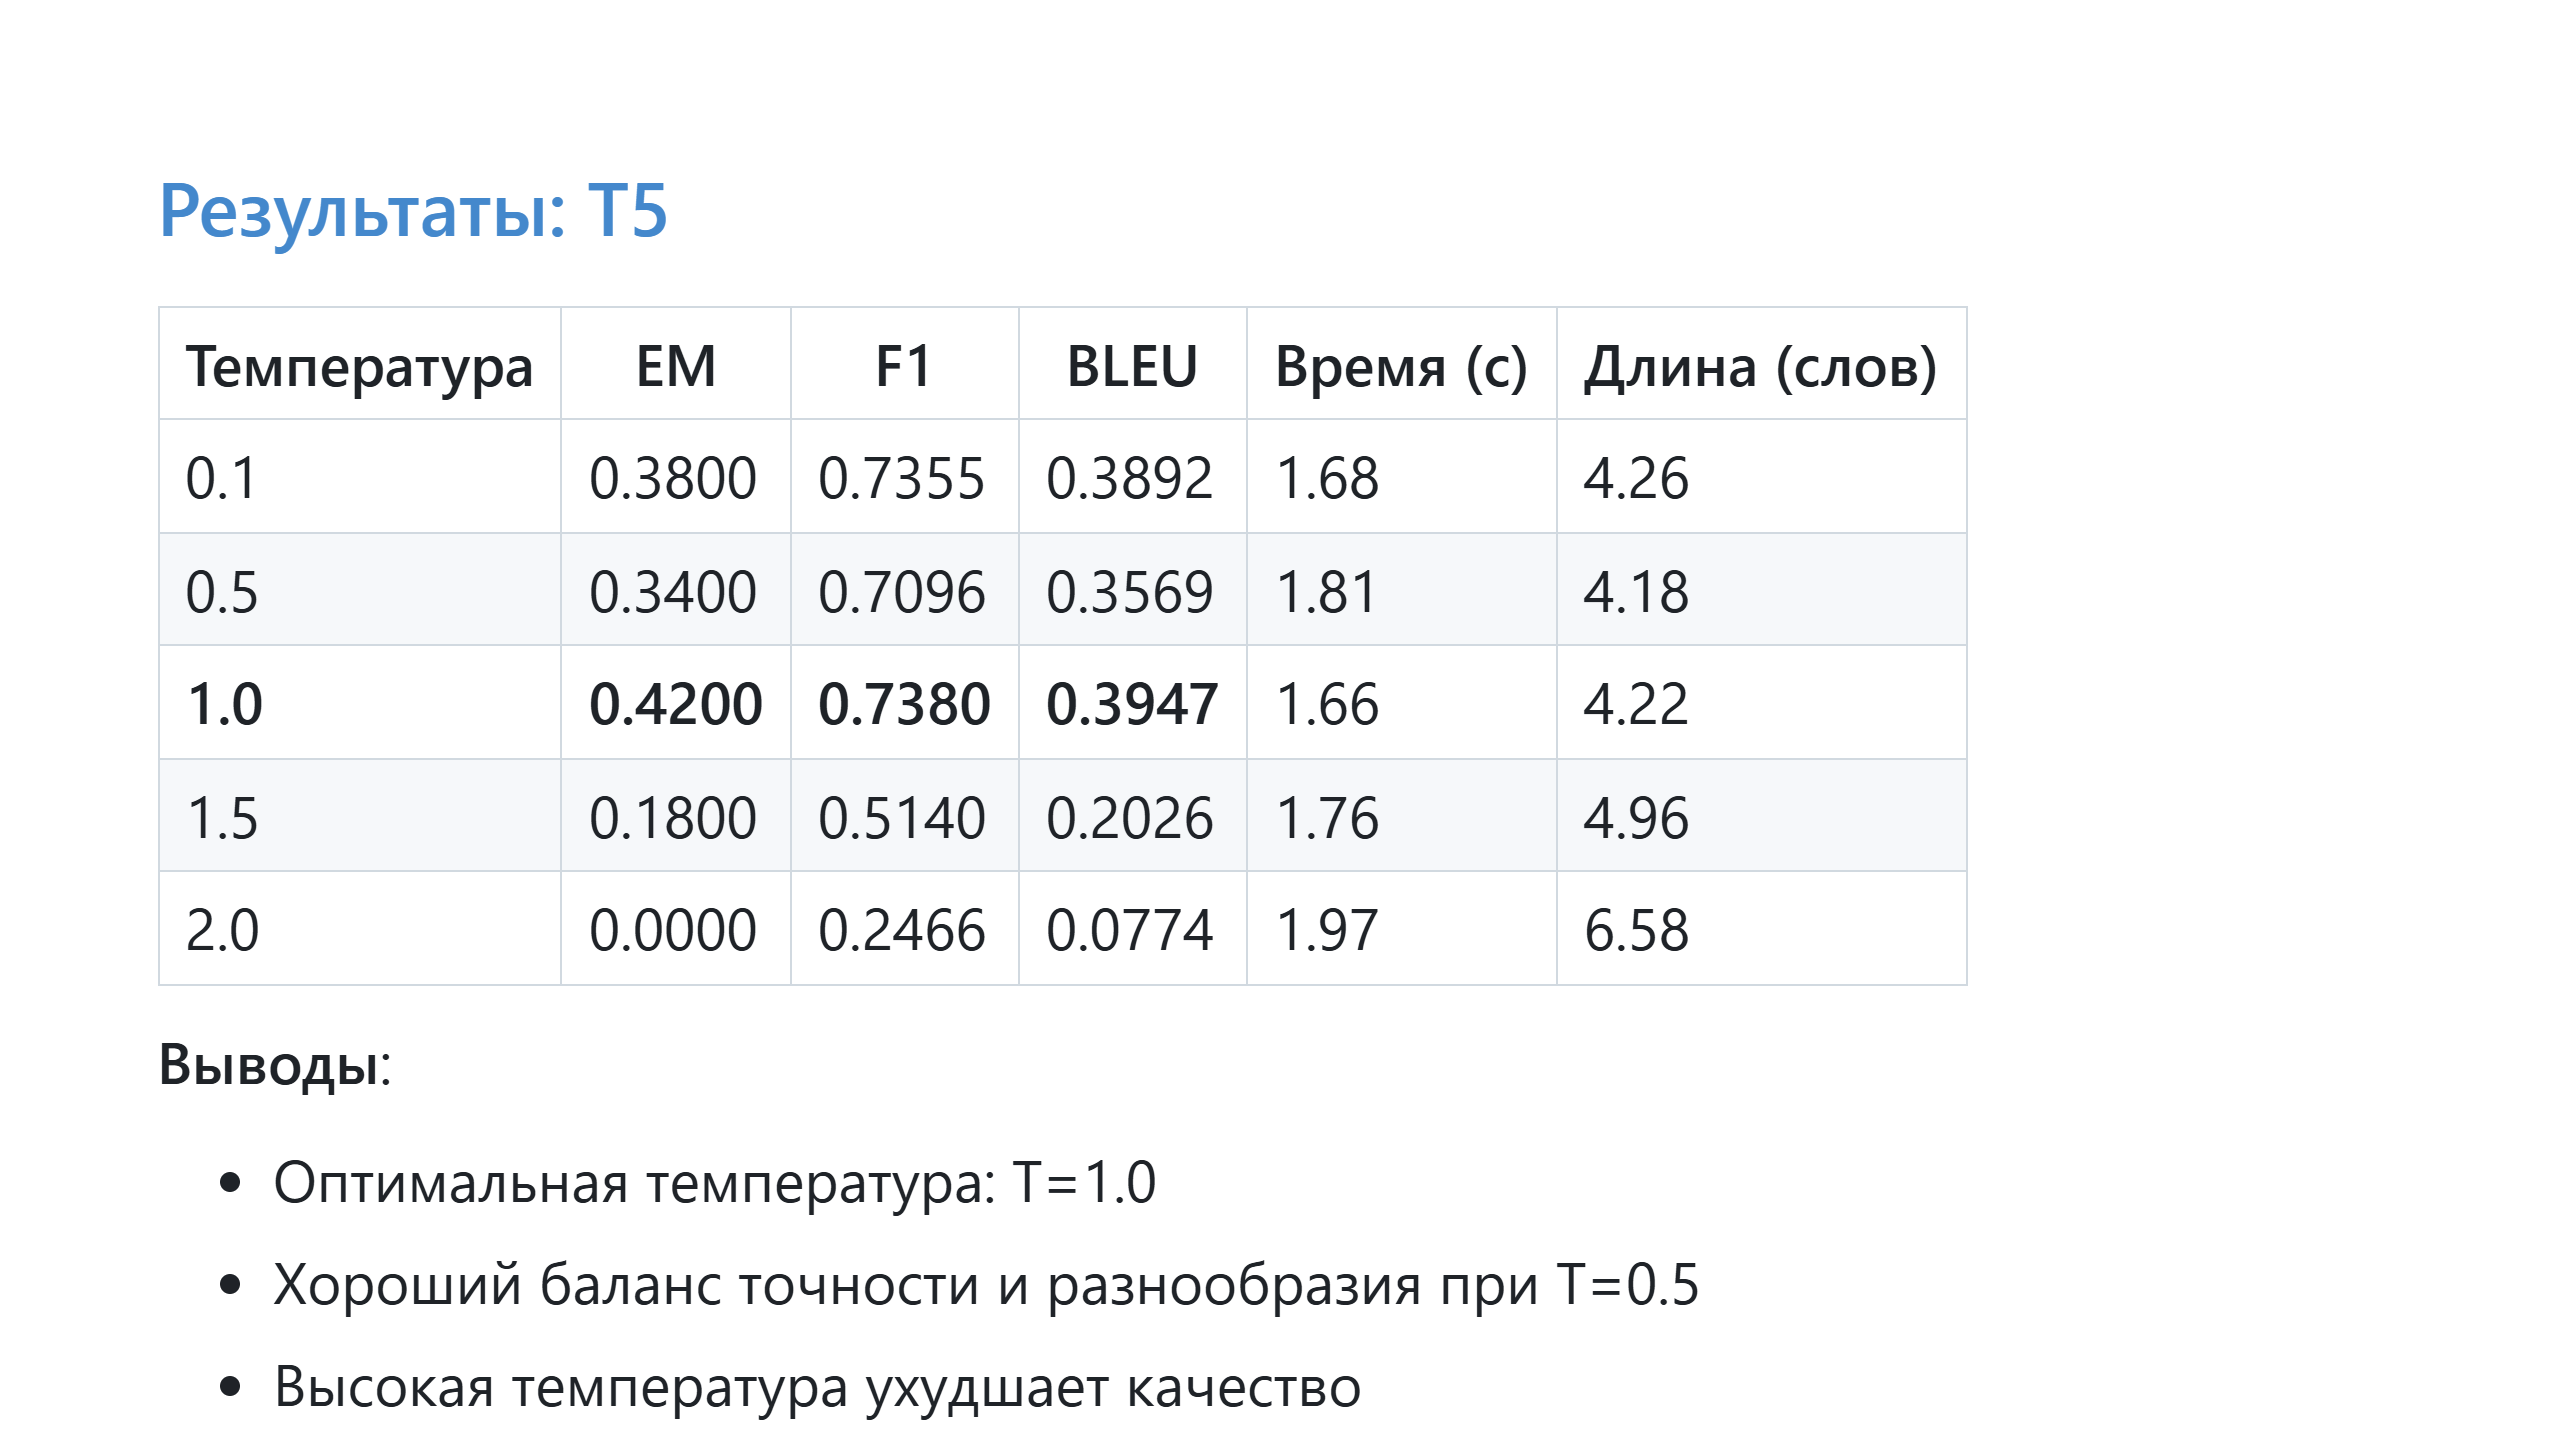 Результаты: T5
Температура EM F1 BLEU Время (с) Длина (слов)
0.1 0.3800 0.7355 0.3892 1.68 4.26
0.5 0.3400 0.7096 0.3569 1.81 4.18
1.0 0.4200 0.7380 0.3947 1.66 4.22
1.5 0.1800 0.5140 0.2026 1.76 4.96
2.0 0.0000 0.2466 0.0774 1.97 6.58
Выводы:
• Оптимальная температура: T=1.0
• Хороший баланс точности и разнообразия при T=0.5
• Высокая температура ухудшает качество